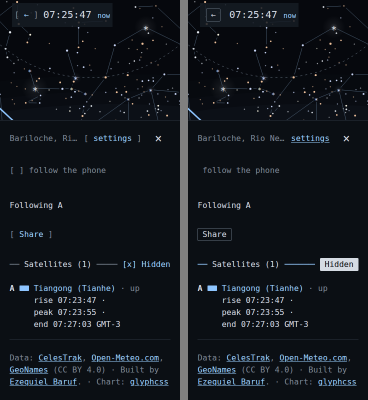 [ ← ] 07:25:47 now
Bariloche, Ri… [ settings ] ×
[ ] follow the phone
Following A
[ Share ]
Satellites (1) [x] Hidden
A Tiangong (Tianhe) · up
rise 07:23:47 ·
peak 07:23:55 ·
end 07:27:03 GMT-3
Data: CelesTrak, Open-Meteo.com,
GeoNames (CC BY 4.0) · Built by
Ezequiel Baruf. · Chart: glyphcss
← 07:25:47 now
Bariloche, Rio Ne… settings ×
follow the phone
Following A
Share
Satellites (1) Hidden
A Tiangong (Tianhe) · up
rise 07:23:47 ·
peak 07:23:55 ·
end 07:27:03 GMT-3
Data: CelesTrak, Open-Meteo.com,
GeoNames (CC BY 4.0) · Built by
Ezequiel Baruf. · Chart: glyphcss